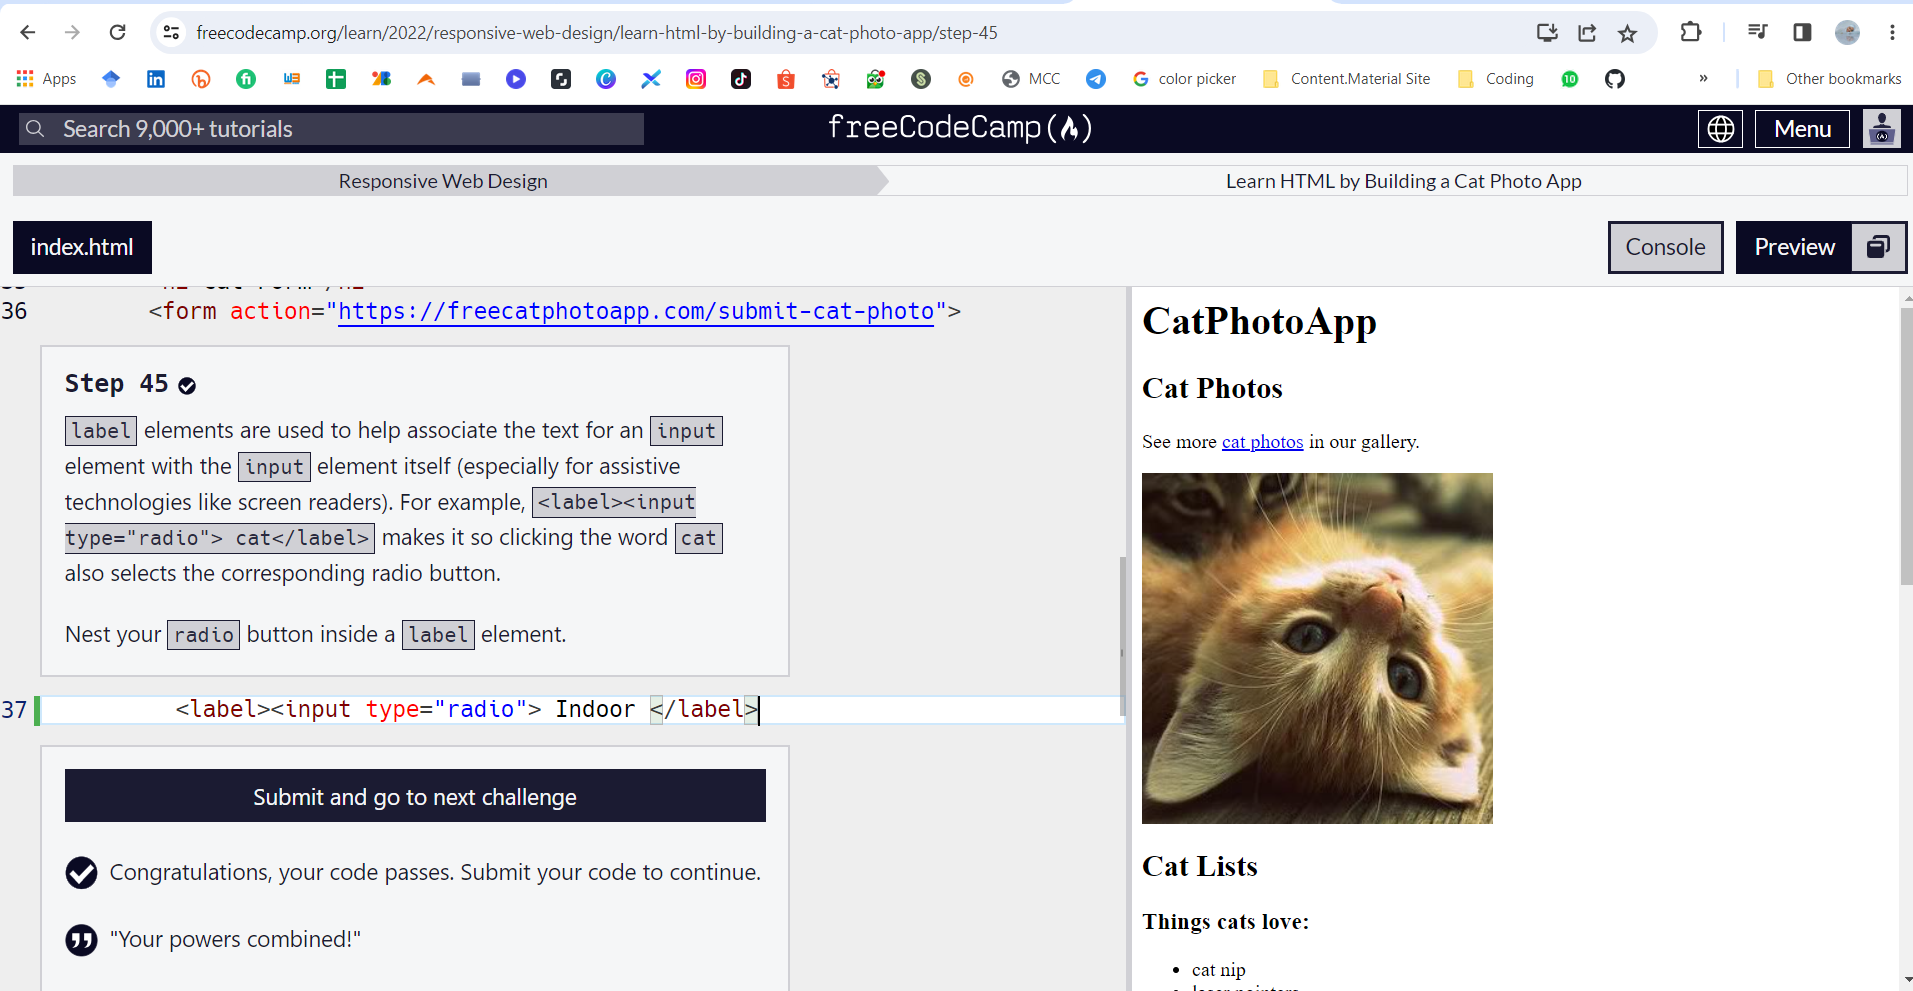 freecodecamp.org/learn/2022/responsive-web-design/learn-html-by-building-a-cat-photo-app/step-45
Apps
MCC
color picker
Content.Material Site
Coding
10
»
Other bookmarks
Search 9,000+ tutorials
freeCodeCamp
Menu
Responsive Web Design
Learn HTML by Building a Cat Photo App
index.html
Console
Preview
36 <form action="https://freecatphotoapp.com/submit-cat-photo">
Step 45
label elements are used to help associate the text for an input
element with the input element itself (especially for assistive
technologies like screen readers). For example, <label><input
type="radio"> cat</label> makes it so clicking the word cat
also selects the corresponding radio button.
Nest your radio button inside a label element.
37 <label><input type="radio"> Indoor </label>
Submit and go to next challenge
Congratulations, your code passes. Submit your code to continue.
"Your powers combined!"
CatPhotoApp
Cat Photos
See more cat photos in our gallery.
Cat Lists
Things cats love:
• cat nip